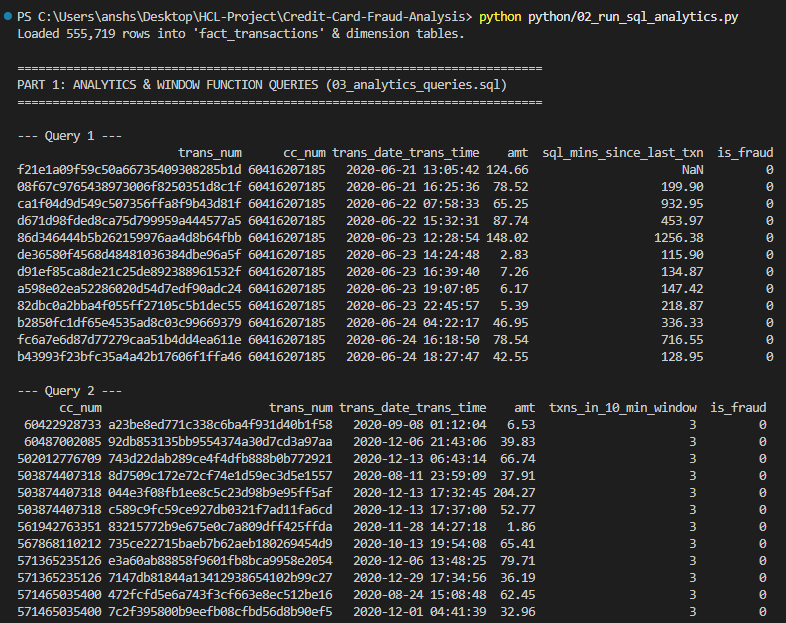 PS C:\Users\anshs\Desktop\HCL-Project\Credit-Card-Fraud-Analysis> python python/02_run_sql_analytics.py
Loaded 555,719 rows into 'fact_transactions' & dimension tables.
======================================================================
PART 1: ANALYTICS & WINDOW FUNCTION QUERIES (03_analytics_queries.sql)
======================================================================
--- Query 1 ---
trans_num cc_num trans_date_trans_time amt sql_mins_since_last_txn is_fraud
f21e1a09f59c50a66735409308285b1d 60416207185 2020-06-21 13:05:42 124.66 NaN 0
08f67c9765438973006f8250351d8c1f 60416207185 2020-06-21 16:25:36 78.52 199.90 0
ca1f04d9d549c507356ffa8f9b43d81f 60416207185 2020-06-22 07:58:33 65.25 932.95 0
d671d98fded8ca75d799959a444577a5 60416207185 2020-06-22 15:32:31 87.74 453.97 0
86d346444b5b262159976aa4d8b64fbb 60416207185 2020-06-23 12:28:54 148.02 1256.38 0
de36580f4568d48481036384dbe96a5f 60416207185 2020-06-23 14:24:48 2.83 115.90 0
d91ef85ca8de21c25de892388961532f 60416207185 2020-06-23 16:39:40 7.26 134.87 0
a598e02ea52286020d54d7edf90adc24 60416207185 2020-06-23 19:07:05 6.17 147.42 0
82dbc0a2bba4f055ff27105c5b1dec55 60416207185 2020-06-23 22:45:57 5.39 218.87 0
b2850fc1df65e4535ad8c03c99669379 60416207185 2020-06-24 04:22:17 46.95 336.33 0
fc6a7e6d87d77279caa51b4dd4ea611e 60416207185 2020-06-24 16:18:50 78.54 716.55 0
b43993f23bfc35a4a42b17606f1ffa46 60416207185 2020-06-24 18:27:47 42.55 128.95 0
--- Query 2 ---
cc_num trans_num trans_date_trans_time amt txns_in_10_min_window is_fraud
60422928733 a23be8ed771c338c6ba4f931d40b1f58 2020-09-08 01:12:04 6.53 3 0
60487002085 92db853135bb9554374a30d7cd3a97aa 2020-12-06 21:43:06 39.83 3 0
502012776709 743d22dab289ce4f4dfb888b0b772921 2020-12-13 06:43:14 66.74 3 0
503874407318 8d7509c172e72cf74e1d59ec3d5e1557 2020-08-11 23:59:09 37.91 3 0
503874407318 044e3f08fb1ee8c5c23d98b9e95ff5af 2020-12-13 17:32:45 204.27 3 0
503874407318 c589c9fc59ce927db0321f7ad11fa6cd 2020-12-13 17:37:00 52.77 3 0
561942763351 83215772b9e675e0c7a809dff425ffda 2020-11-28 14:27:18 1.86 3 0
567868110212 735ce22715baeb7b62aeb180269454d9 2020-10-13 19:54:08 65.41 3 0
571365235126 e3a60ab88858f9601fb8bca9958e2054 2020-12-06 13:48:25 79.71 3 0
571365235126 7147db81844a13412938654102b99c27 2020-12-29 17:34:56 36.19 3 0
571465035400 472fcfd5e6a743f3cf663e8ec512be16 2020-08-24 15:08:48 62.45 3 0
571465035400 7c2f395800b9eefb08cfbd56d8b90ef5 2020-12-01 04:41:39 32.96 3 0